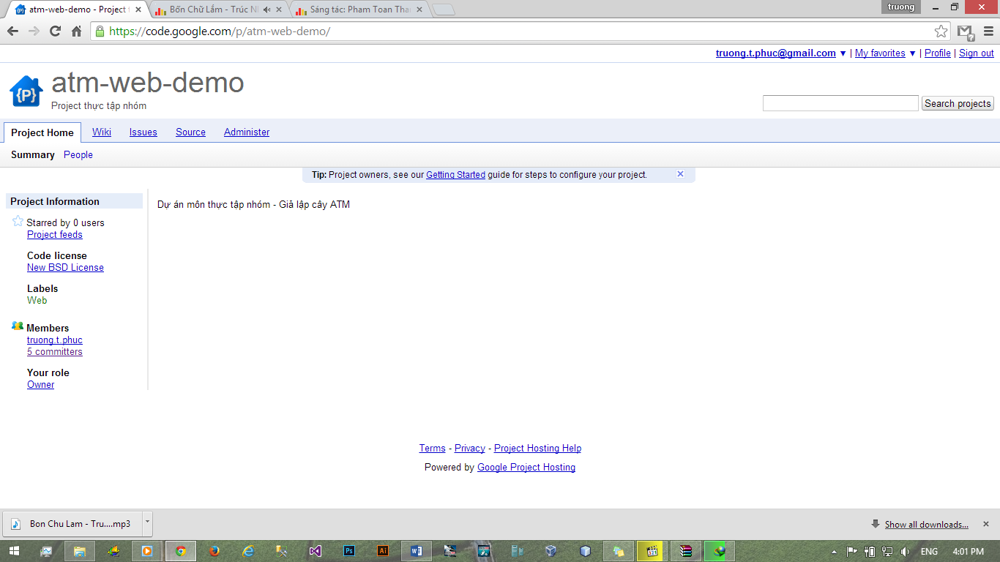 atm-web-demo - Project
Bốn Chữ Lắm - Trúc N
Sáng tác: Pham Toan Tha
truong
https://code.google.com/p/atm-web-demo/
truong.t.phuc@gmail.com ▼ | My favorites ▼ | Profile | Sign out
atm-web-demo
{P}
Project thực tập nhóm
Search projects
Project Home Wiki Issues Source Administer
Summary People
Tip: Project owners, see our Getting Started guide for steps to configure your project.
Project Information
Dự án môn thực tập nhóm - Giả lập cây ATM
Starred by 0 users
Project feeds
Code license
New BSD License
Labels
Web
Members
truong.t.phuc
5 committers
Your role
Owner
Terms - Privacy - Project Hosting Help
Powered by Google Project Hosting
Bon Chu Lam - Tru....mp3
Show all downloads...
Ps
Ai
ENG
4:01 PM